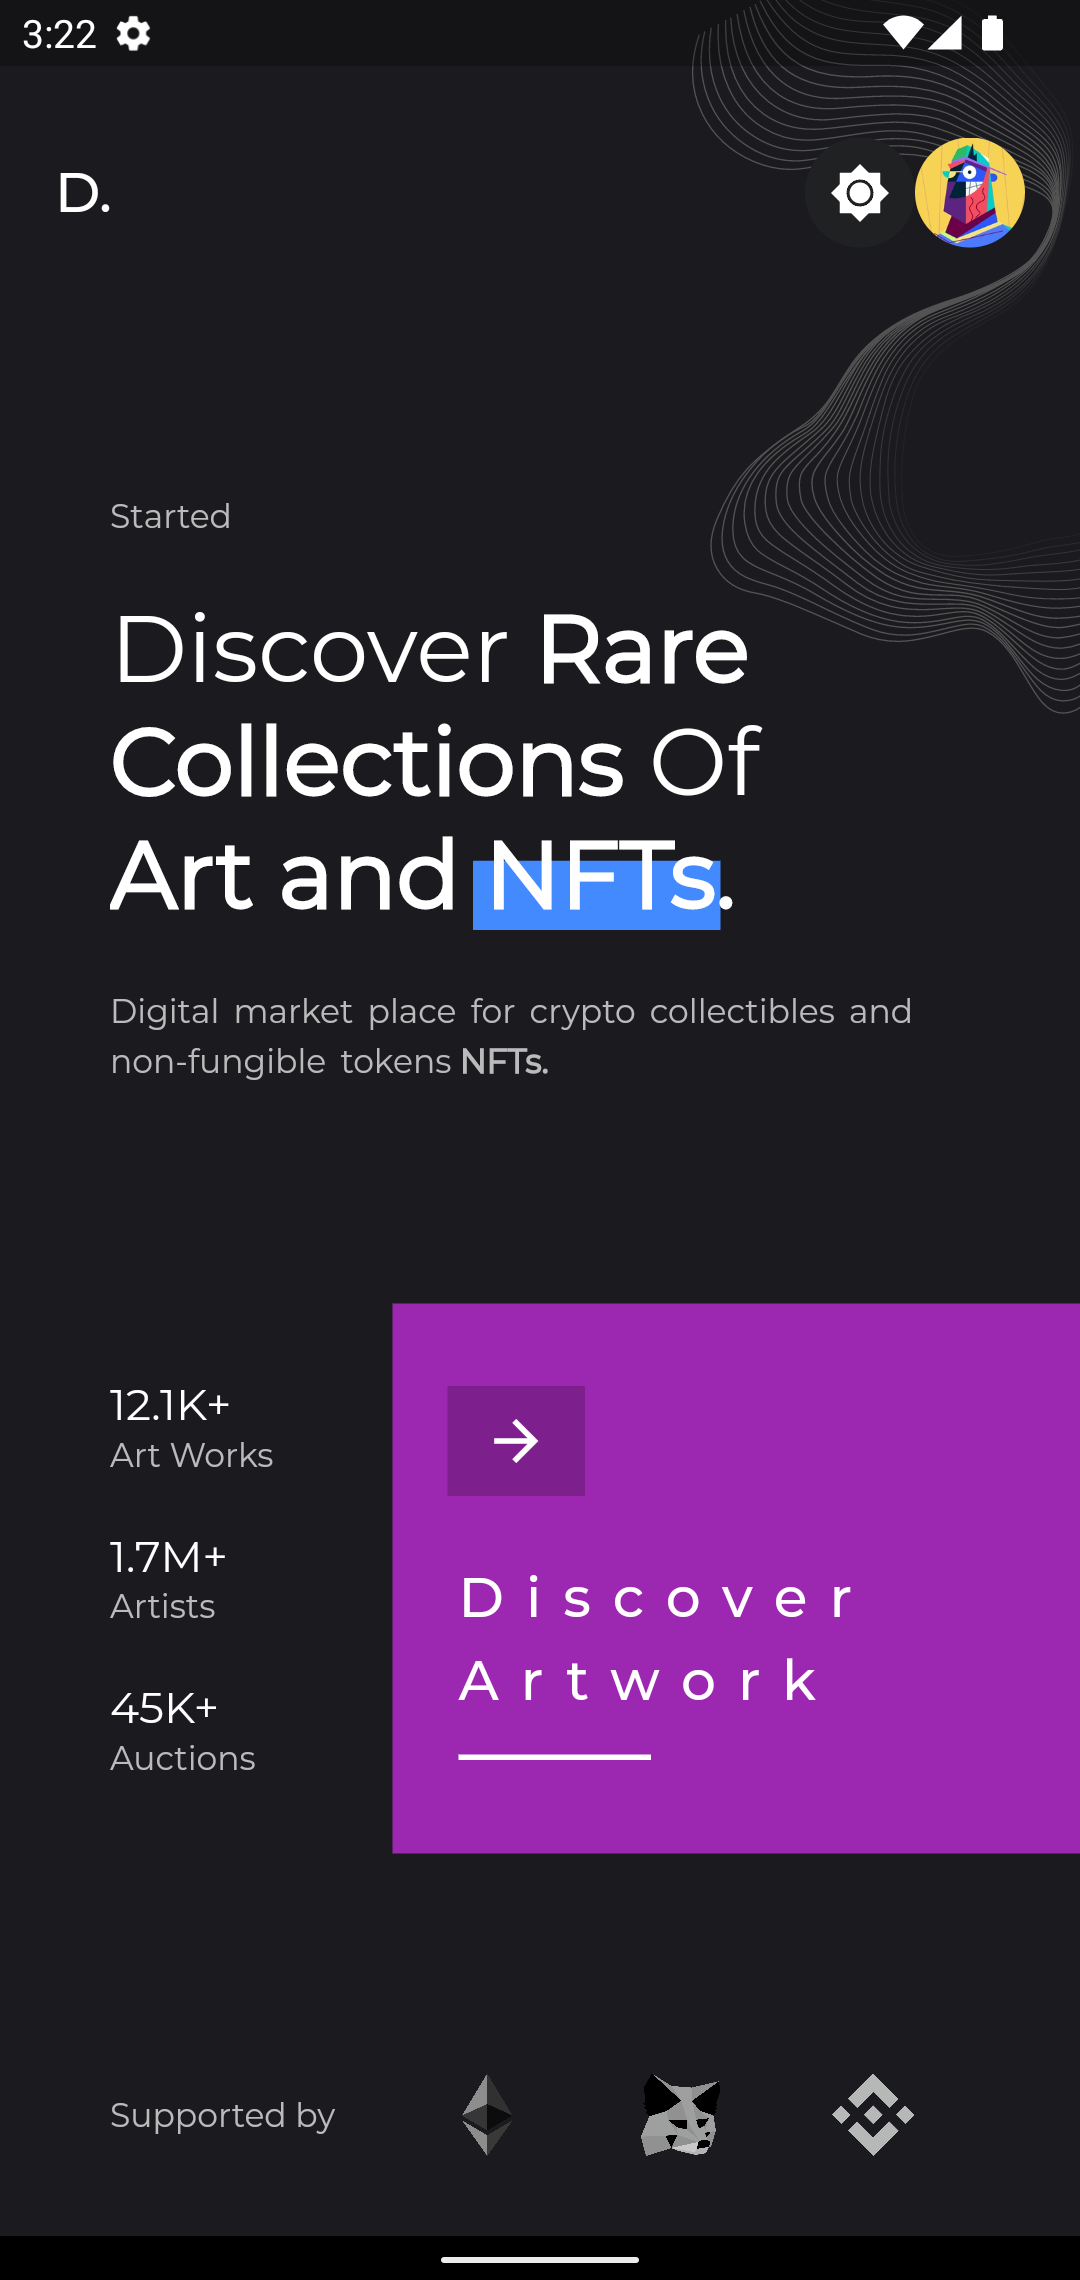 3:22
D.
Started
Discover Rare
Collections Of
Art and NFTs.
Digital market place for crypto collectibles and
non-fungible tokens NFTs.
12.1K+
Art Works
1.7M+
Artists
45K+
Auctions
Discover
Artwork
Supported by